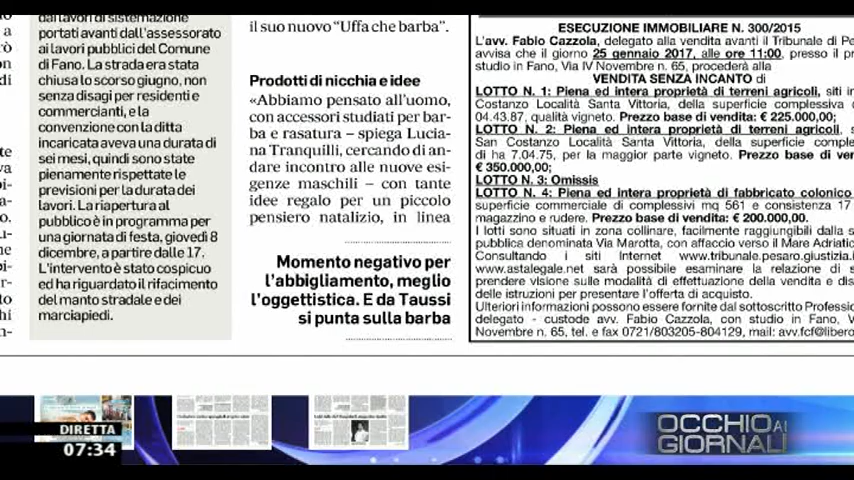 dai lavori di sistemazione
portati avanti dall'assessorato
ai lavori pubblici del Comune
di Fano. La strada era stata
chiusa lo scorso giugno, non
senza disagi per residenti e
commercianti, e la
convenzione con la ditta
incaricata aveva una durata di
sei mesi, quindi sono state
pienamente rispettate le
previsioni per la durata dei
lavori. La riapertura al
pubblico è in programma per
una giornata di festa, giovedì 8
dicembre, a partire dalle 17.
L'intervento è stato cospicuo
ed ha riguardato il rifacimento
del manto stradale e dei
marciapiedi.
il suo nuovo "Uffa che barba".
Prodotti di nicchia e idee
«Abbiamo pensato all'uomo,
con accessori studiati per bar-
ba e rasatura – spiega Lucia-
na Tranquilli, cercando di an-
dare incontro alle nuove esi-
genze maschili – con tante
idee regalo per un piccolo
pensiero natalizio, in linea
Momento negativo per
l'abbigliamento, meglio
l'oggettistica. E da Taussi
si punta sulla barba
ESECUZIONE IMMOBILIARE N. 300/2015
L'avv. Fabio Cazzola, delegato alla vendita avanti il Tribunale di Pe
avvisa che il giorno 25 gennaio 2017, alle ore 11:00, presso il pr
studio in Fano, Via IV Novembre n. 65, procederà alla
VENDITA SENZA INCANTO di
LOTTO N. 1: Piena ed intera proprietà di terreni agricoli, siti in
Costanzo Località Santa Vittoria, della superficie complessiva d
04.43.87, qualità vigneto. Prezzo base di vendita: € 225.000,00;
LOTTO N. 2: Piena ed intera proprietà di terreni agricoli, s
San Costanzo Località Santa Vittoria, della superficie comple
di ha 7.04.75, per la maggior parte vigneto. Prezzo base di ven
€ 350.000,00;
LOTTO N. 3: Omissis
LOTTO N. 4: Piena ed intera proprietà di fabbricato colonico
superficie commerciale di complessivi mq 561 e consistenza 17
magazzino e rudere. Prezzo base di vendita: € 200.000,00.
I lotti sono situati in zona collinare, facilmente raggiungibili dalla s
pubblica denominata Via Marotta, con affaccio verso il Mare Adriatic
Consultando i siti Internet www.tribunale.pesaro.giustizia.i
www.astalegale.net sarà possibile esaminare la relazione di s
prendere visione sulle modalità di effettuazione della vendita e dis
delle istruzioni per presentare l'offerta di acquisto.
Ulteriori informazioni possono essere fornite dal sottoscritto Professio
delegato - custode avv. Fabio Cazzola, con studio in Fano, V
Novembre n. 65, tel. e fax 0721/803205-804129, mail: avv.fcf@libero
DIRETTA
07:34
OCCHIO AI
GIORNALI